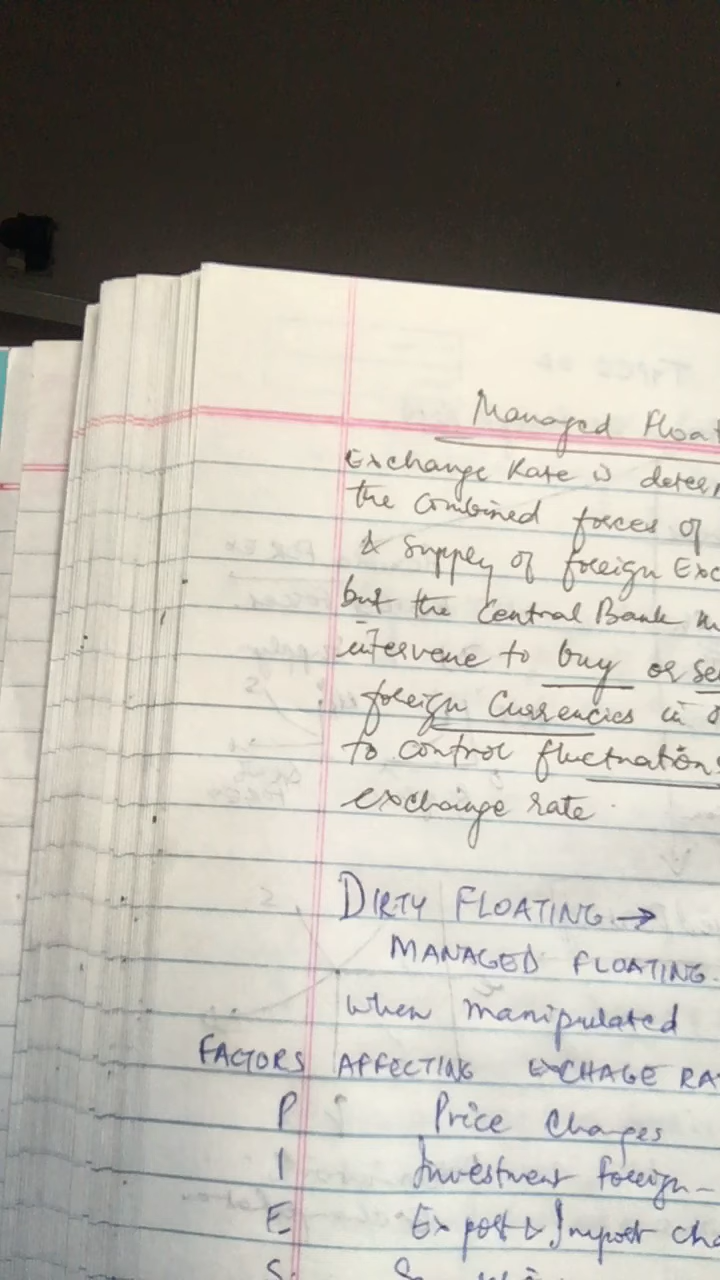 Managed Float
Exchange Rate is deter
the combined forces of
& Supply of foreign Exc
but the Central Bank m
intervene to buy or se
foreign Currencies in o
to control fluctuations
exchange rate.
DIRTY FLOATING →
MANAGED FLOATING.
When manipulated
FACTORS AFFECTING EXCHAGE RA
P Price Changes
I Investment foreign-
E Export & Import cha
S